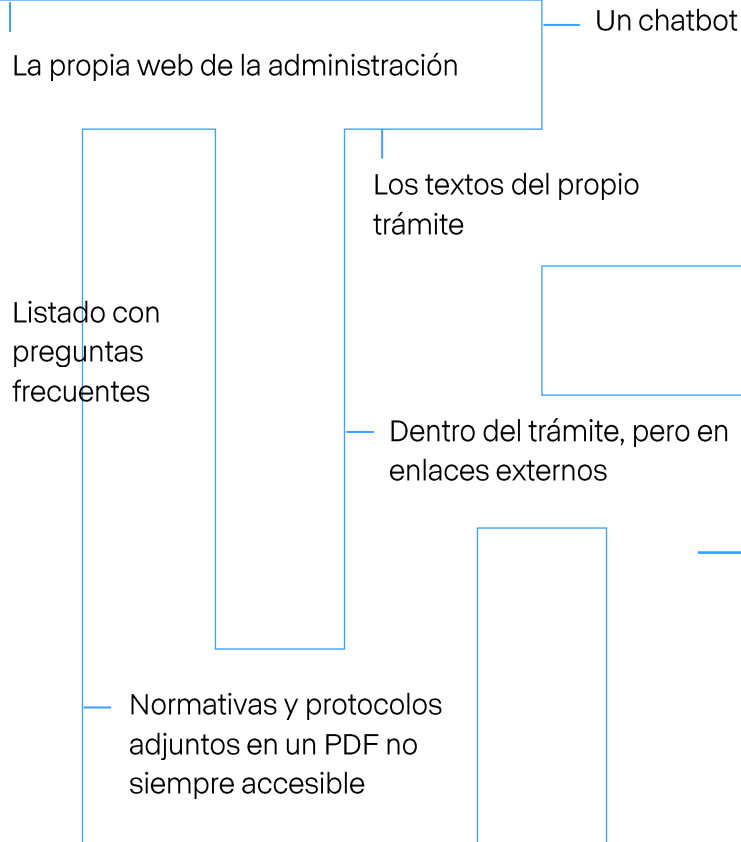 Un chatbot
La propia web de la administración
Los textos del propio
trámite
Listado con
preguntas
frecuentes
Dentro del trámite, pero en
enlaces externos
Normativas y protocolos
adjuntos en un PDF no
siempre accesible